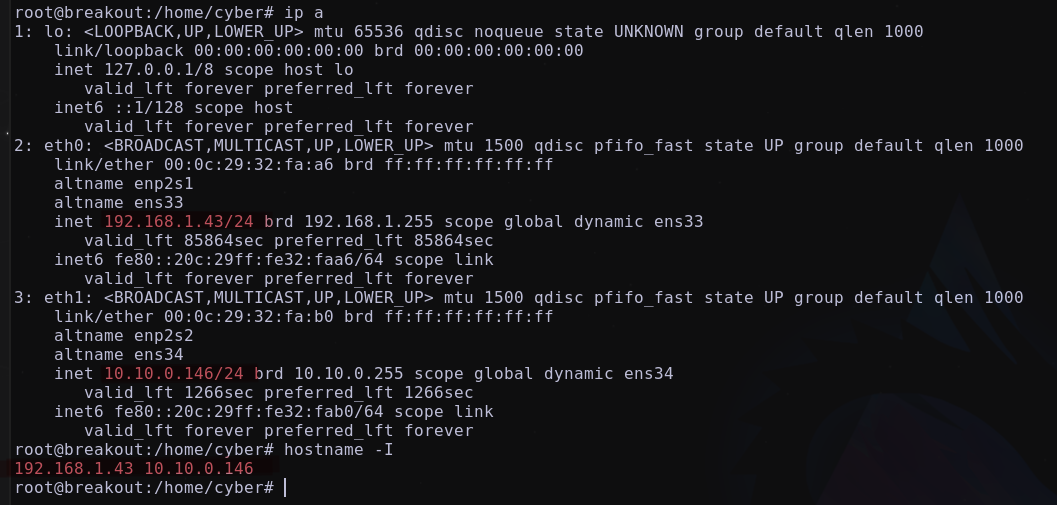 root@breakout:/home/cyber# ip a
1: lo: <LOOPBACK,UP,LOWER_UP> mtu 65536 qdisc noqueue state UNKNOWN group default qlen 1000
    link/loopback 00:00:00:00:00:00 brd 00:00:00:00:00:00
    inet 127.0.0.1/8 scope host lo
       valid_lft forever preferred_lft forever
    inet6 ::1/128 scope host
       valid_lft forever preferred_lft forever
2: eth0: <BROADCAST,MULTICAST,UP,LOWER_UP> mtu 1500 qdisc pfifo_fast state UP group default qlen 1000
    link/ether 00:0c:29:32:fa:a6 brd ff:ff:ff:ff:ff:ff
    altname enp2s1
    altname ens33
    inet 192.168.1.43/24 brd 192.168.1.255 scope global dynamic ens33
       valid_lft 85864sec preferred_lft 85864sec
    inet6 fe80::20c:29ff:fe32:faa6/64 scope link
       valid_lft forever preferred_lft forever
3: eth1: <BROADCAST,MULTICAST,UP,LOWER_UP> mtu 1500 qdisc pfifo_fast state UP group default qlen 1000
    link/ether 00:0c:29:32:fa:b0 brd ff:ff:ff:ff:ff:ff
    altname enp2s2
    altname ens34
    inet 10.10.0.146/24 brd 10.10.0.255 scope global dynamic ens34
       valid_lft 1266sec preferred_lft 1266sec
    inet6 fe80::20c:29ff:fe32:fab0/64 scope link
       valid_lft forever preferred_lft forever
root@breakout:/home/cyber# hostname -I
192.168.1.43 10.10.0.146
root@breakout:/home/cyber#